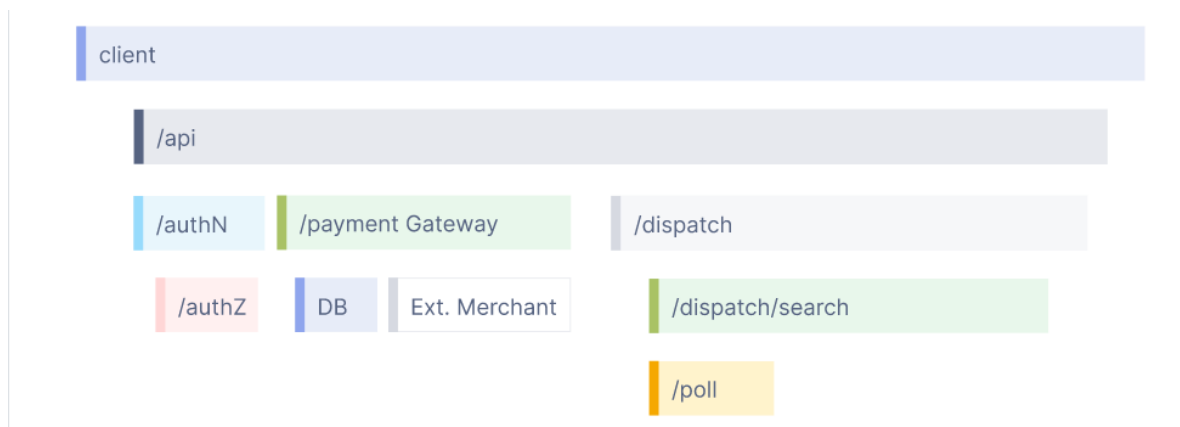 client
/api
/authN /payment Gateway /dispatch
/authZ DB Ext. Merchant /dispatch/search
/poll